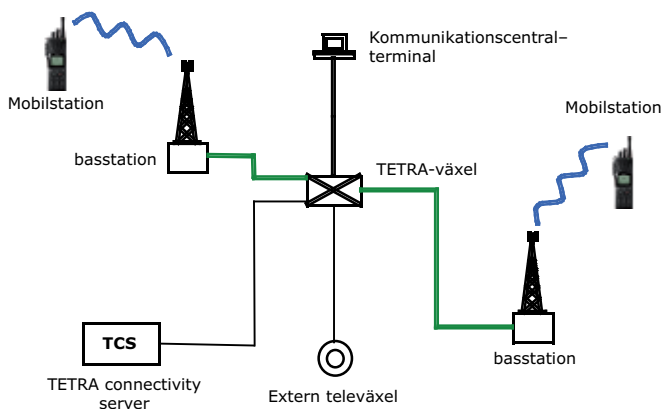 Kommunikationscentral–
terminal
Mobilstation
Mobilstation
basstation
TETRA-växel
TCS
TETRA connectivity
server
Extern televäxel
basstation